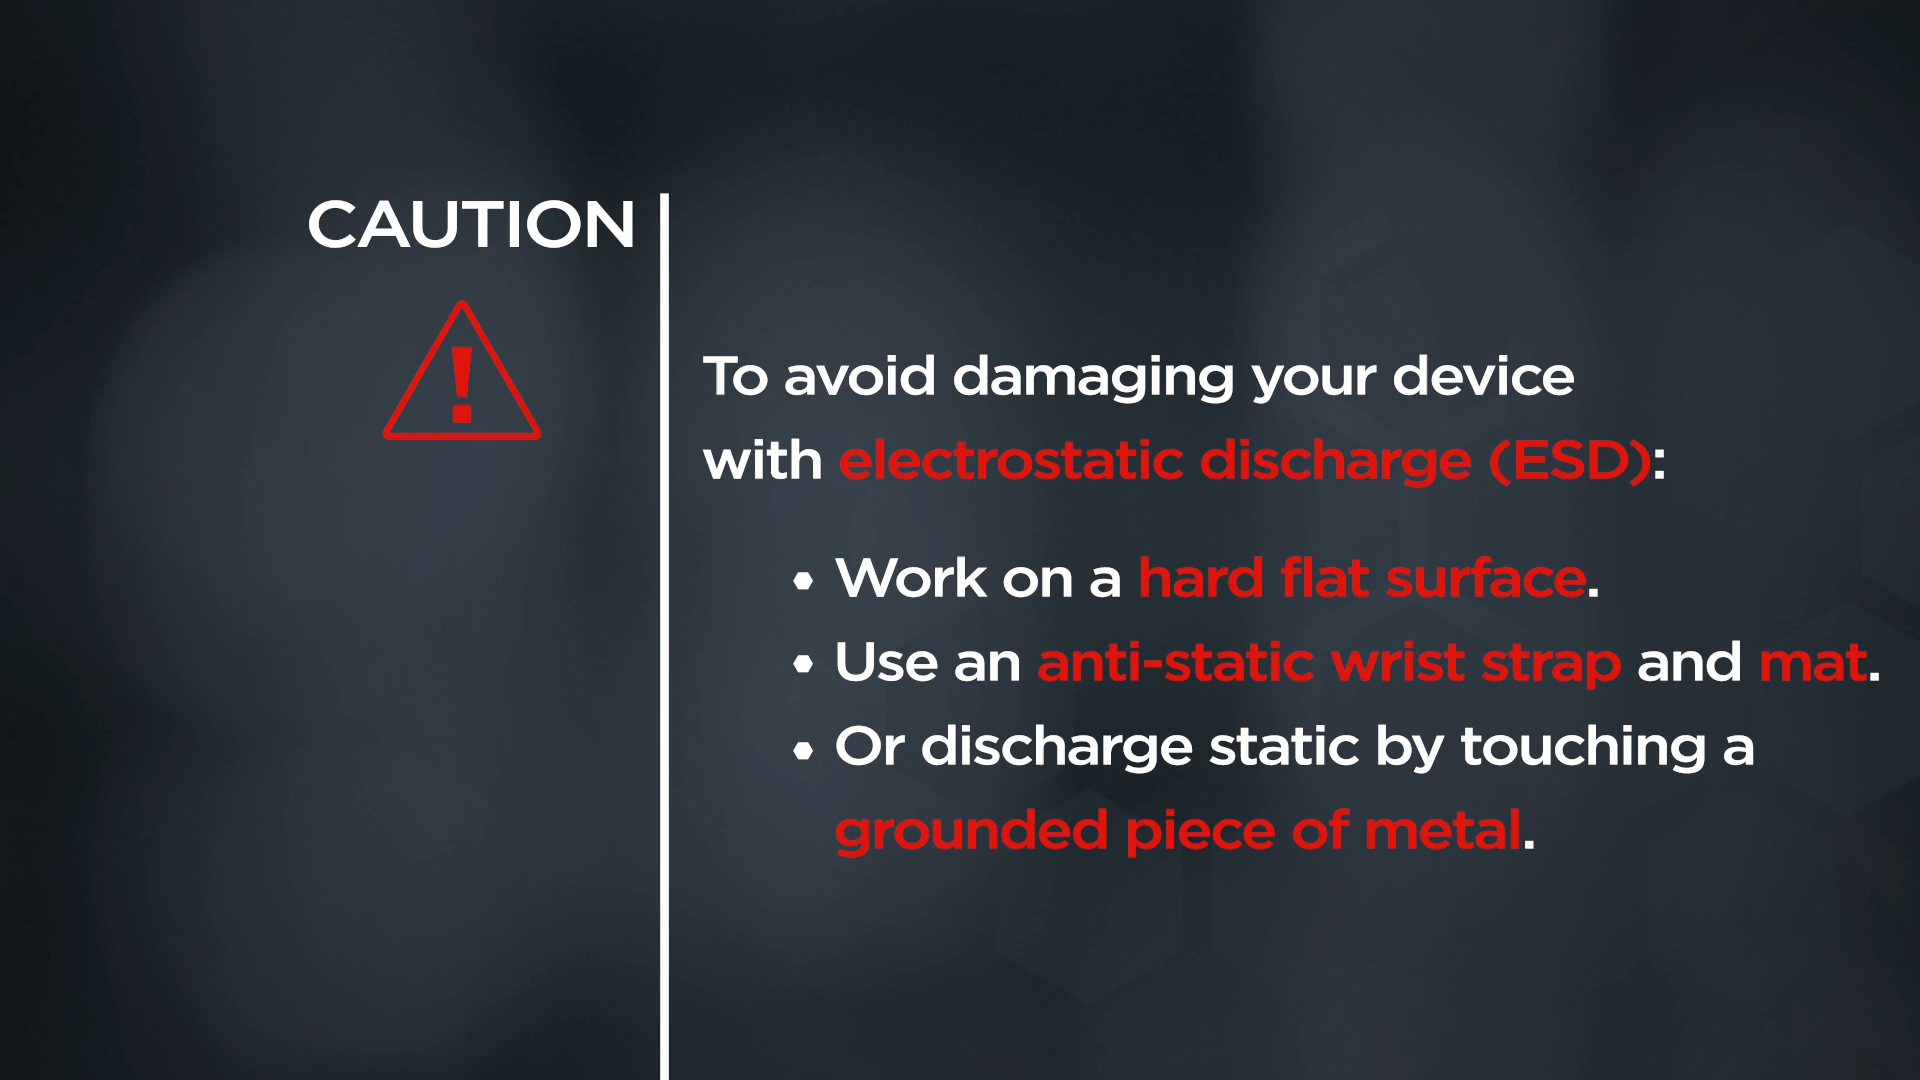 CAUTION
!
To avoid damaging your device
with electrostatic discharge (ESD):
• Work on a hard flat surface.
• Use an anti-static wrist strap and mat.
• Or discharge static by touching a
grounded piece of metal.